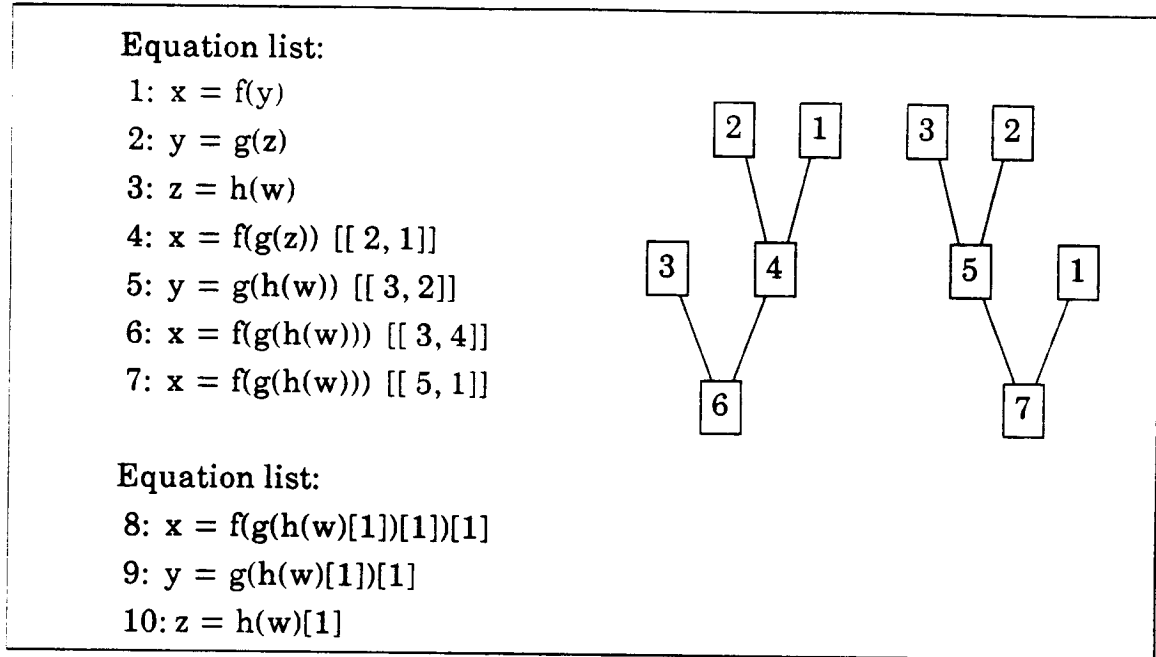 Equation list:
1: x = f(y)
2: y = g(z)
3: z = h(w)
4: x = f(g(z)) [[ 2, 1]]
5: y = g(h(w)) [[ 3, 2]]
6: x = f(g(h(w))) [[ 3, 4]]
7: x = f(g(h(w))) [[ 5, 1]]
2 1 3 2
3 4 5 1
6 7
Equation list:
8: x = f(g(h(w)[1])[1])[1]
9: y = g(h(w)[1])[1]
10: z = h(w)[1]